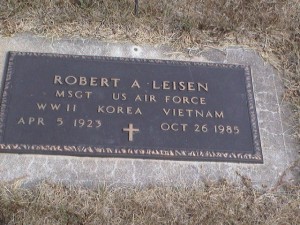 ROBERT A LEISEN
MSGT US AIR FORCE
WW II KOREA VIETNAM
APR 5 1923 OCT 26 1985